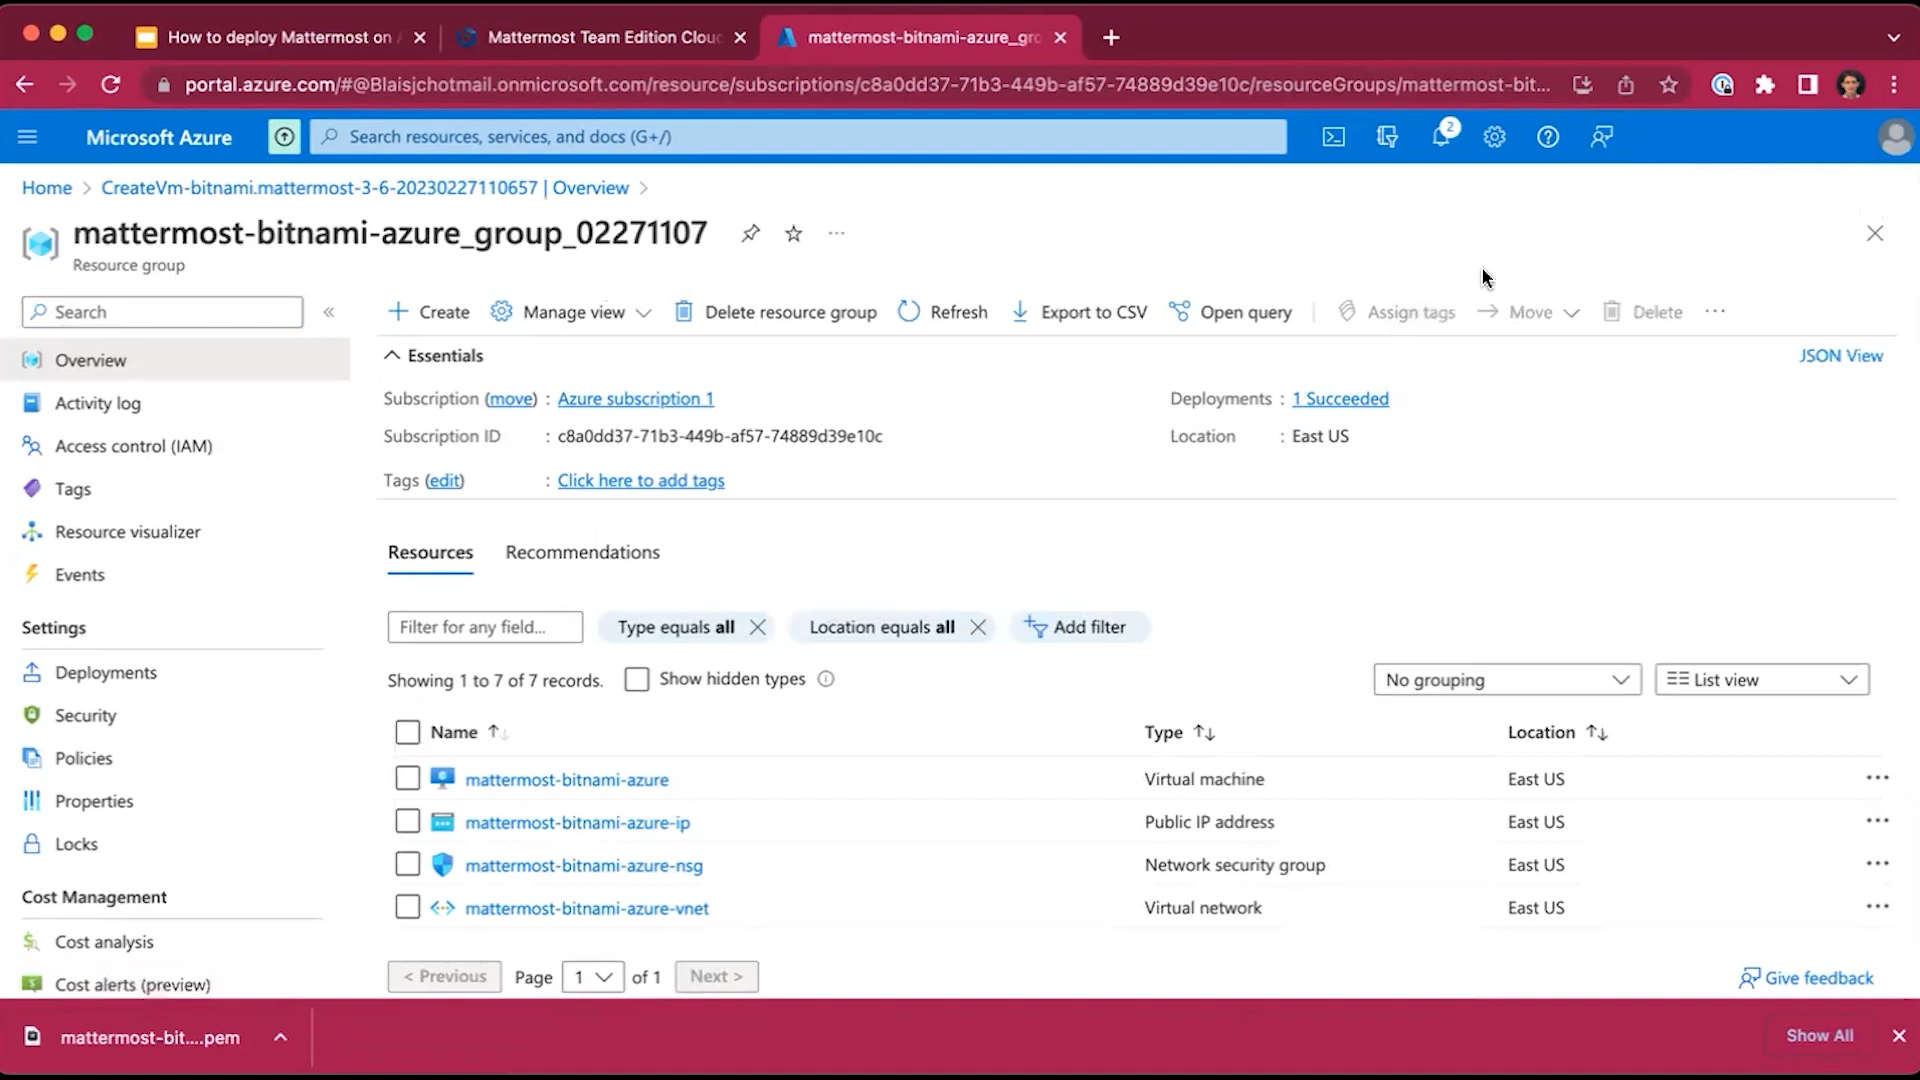 How to deploy Mattermost on
Mattermost Team Edition Clou
mattermost-bitnami-azure_gro
portal.azure.com/#@Blaisjchotmail.onmicrosoft.com/resource/subscriptions/c8a0dd37-71b3-449b-af57-74889d39e10c/resourceGroups/mattermost-bit...
Microsoft Azure
Search resources, services, and docs (G+/)
2
Home > CreateVm-bitnami.mattermost-3-6-20230227110657 | Overview >
mattermost-bitnami-azure_group_02271107
Resource group
Search
«
Create
Manage view
Delete resource group
Refresh
Export to CSV
Open query
Assign tags
Move
Delete
Overview
Activity log
Access control (IAM)
Tags
Resource visualizer
Events
Settings
Deployments
Security
Policies
Properties
Locks
Cost Management
Cost analysis
Cost alerts (preview)
Essentials
JSON View
Subscription (move) : Azure subscription 1
Deployments : 1 Succeeded
Subscription ID : c8a0dd37-71b3-449b-af57-74889d39e10c
Location : East US
Tags (edit) : Click here to add tags
Resources
Recommendations
Filter for any field...
Type equals all
Location equals all
Add filter
Showing 1 to 7 of 7 records.
Show hidden types
No grouping
List view
Name
Type
Location
mattermost-bitnami-azure Virtual machine East US
mattermost-bitnami-azure-ip Public IP address East US
mattermost-bitnami-azure-nsg Network security group East US
mattermost-bitnami-azure-vnet Virtual network East US
< Previous Page 1 of 1 Next >
Give feedback
mattermost-bit....pem
Show All